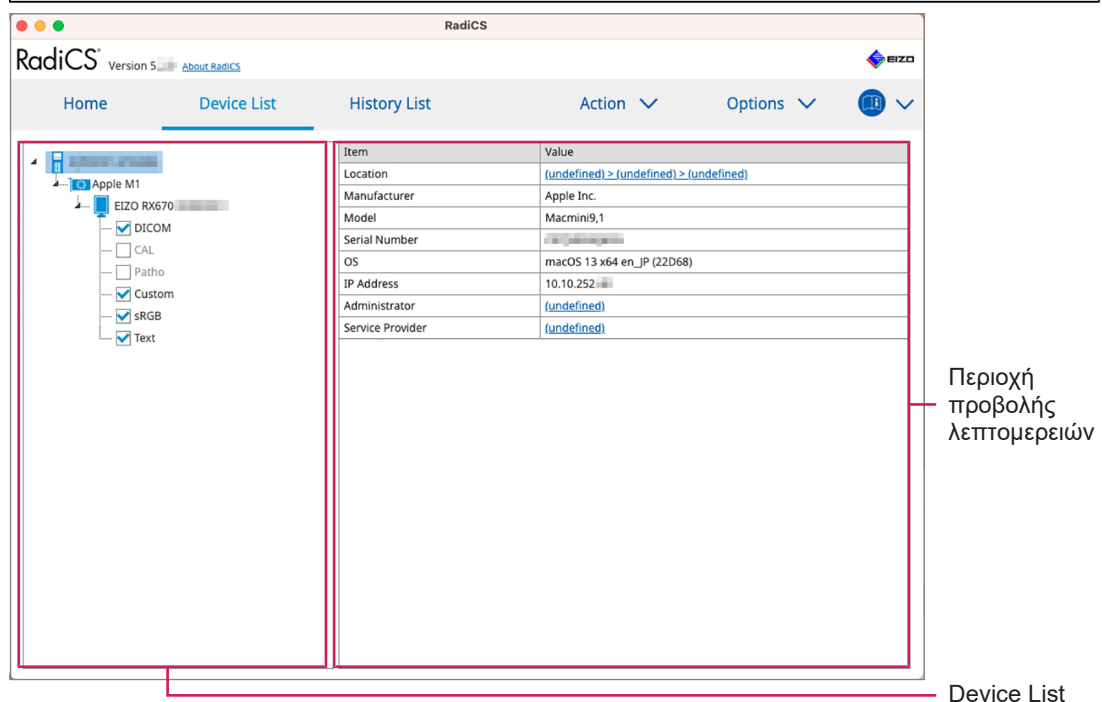 RadiCS
RadiCS® Version 5. About RadiCS EIZO
Home Device List History List Action Options
Apple M1
EIZO RX670
DICOM
CAL
Patho
Custom
sRGB
Text
Item Value
Location (undefined) > (undefined) > (undefined)
Manufacturer Apple Inc.
Model Macmini9,1
Serial Number
OS macOS 13 x64 en_JP (22D68)
IP Address 10.10.252
Administrator (undefined)
Service Provider (undefined)
Περιοχή
προβολής
λεπτομερειών
Device List